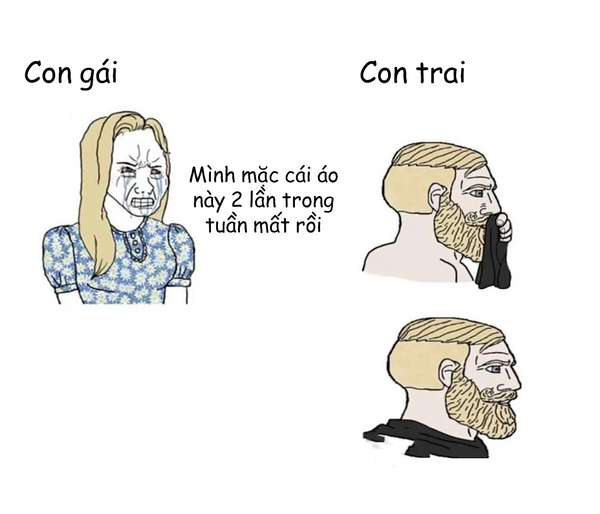 Con gái
Con trai
Mình mặc cái áo
này 2 lần trong
tuần mất rồi